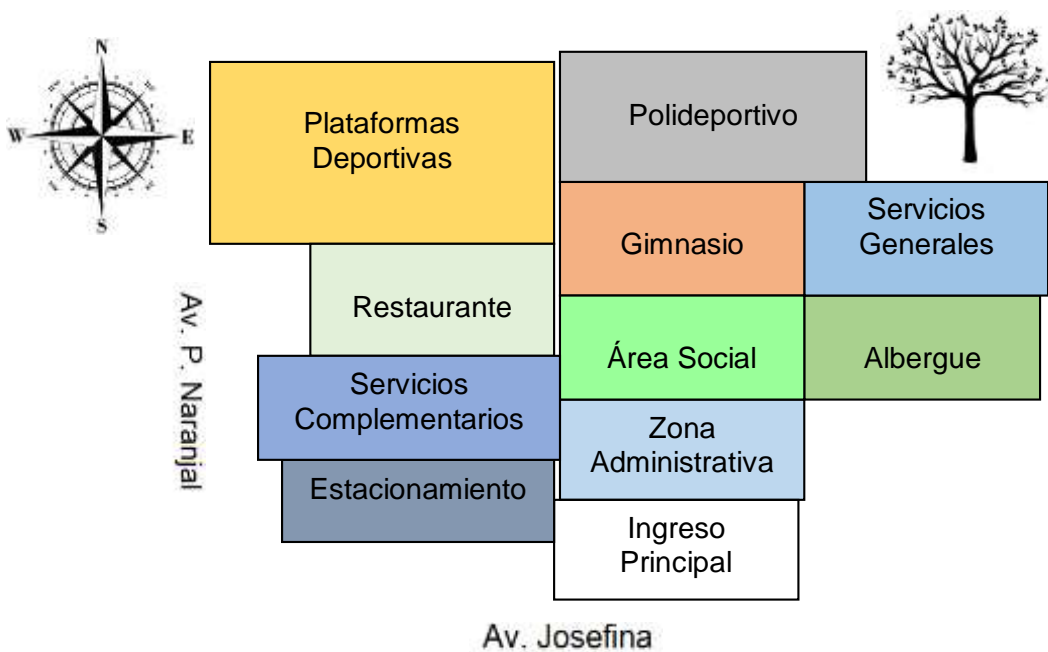 N
W
E
S
Plataformas
Deportivas
Polideportivo
Gimnasio
Servicios
Generales
Restaurante
Área Social
Albergue
Av. P. Naranjal
Servicios
Complementarios
Zona
Administrativa
Estacionamiento
Ingreso
Principal
Av. Josefina